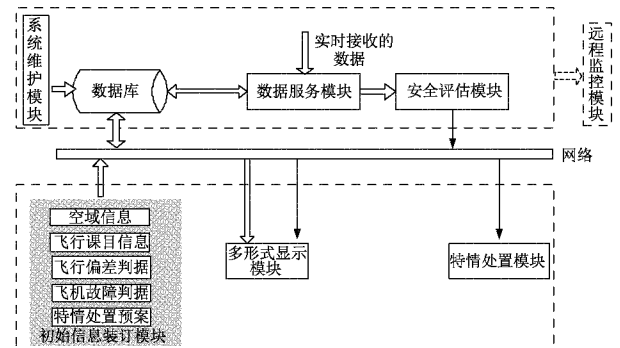 系统维护模块
实时接收的
数据
数据库
数据服务模块
安全评估模块
远程监控模块
网络
空域信息
飞行课目信息
飞行偏差判据
飞机故障判据
特情处置预案
初始信息装订模块
多形式显示
模块
特情处置模块